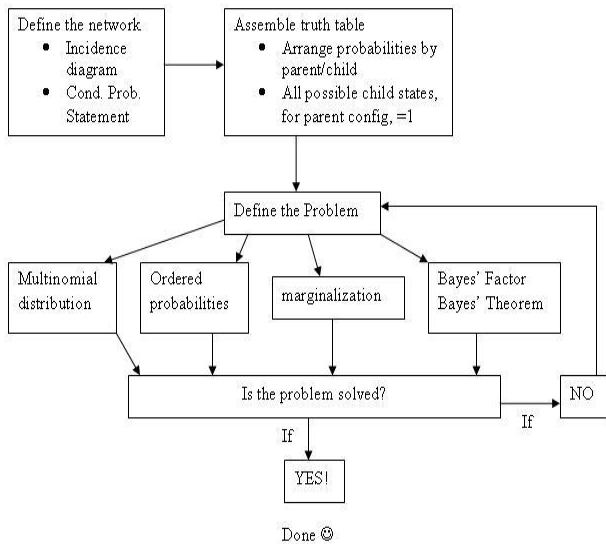 Define the network
• Incidence
diagram
• Cond. Prob.
Statement
Assemble truth table
• Arrange probabilities by
parent/child
• All possible child states,
for parent config, =1
Define the Problem
Multinomial
distribution
Ordered
probabilities
marginalization
Bayes' Factor
Bayes' Theorem
Is the problem solved?
NO
If
If
YES!
Done ☺